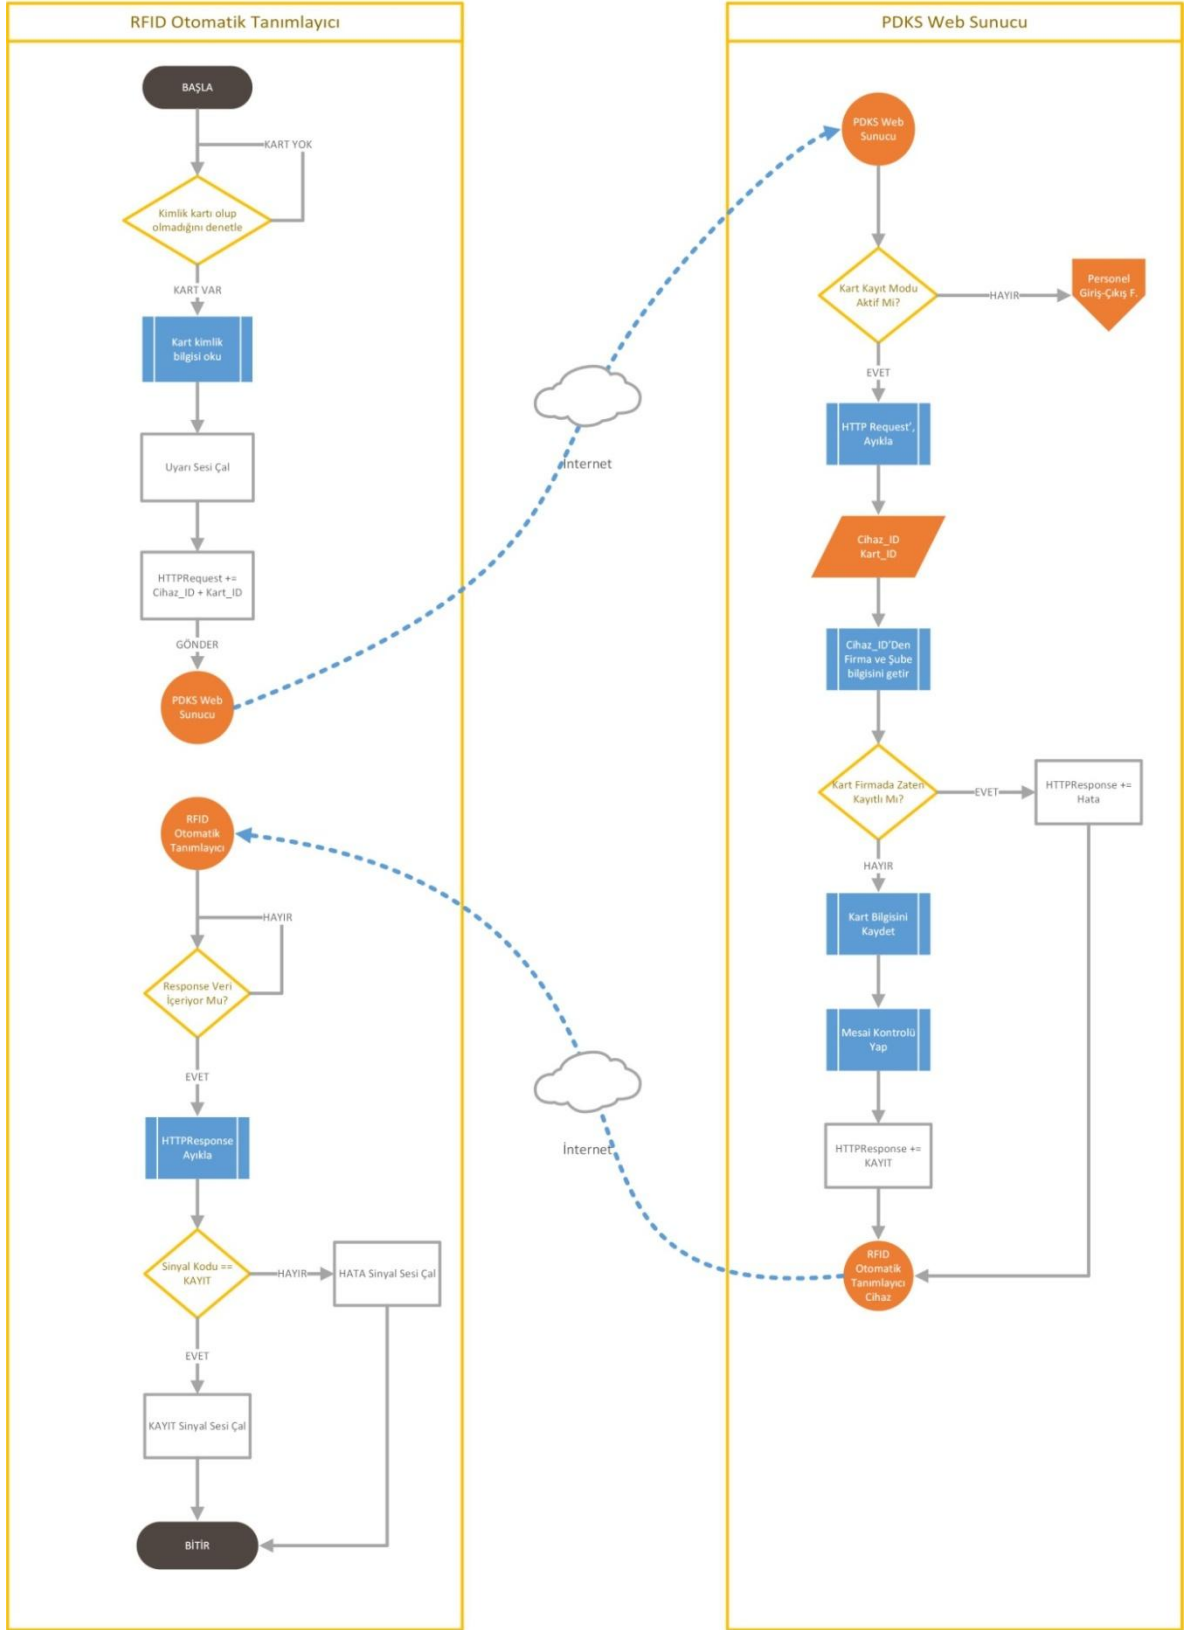 RFID Otomatik Tanımlayıcı
BAŞLA
KART YOK
Kimlik kartı olup
olmadığını denetle
KART VAR
Kart kimlik
bilgisi oku
Uyarı Sesi Çal
HTTPRequest +=
Cihaz_ID + Kart_ID
GÖNDER
PDKS Web
Sunucu
RFID
Otomatik
Tanımlayıcı
HAYIR
Response Veri
İçeriyor Mu?
EVET
HTTPResponse
Ayıkla
Sinyal Kodu ==
KAYIT
HAYIR
HATA Sinyal Sesi Çal
EVET
KAYIT Sinyal Sesi Çal
BİTİR
İnternet
İnternet
PDKS Web Sunucu
PDKS Web
Sunucu
Kart Kayıt Modu
Aktif Mi?
HAYIR
Personel
Giriş-Çıkış F.
EVET
HTTP Request',
Ayıkla
Cihaz_ID
Kart_ID
Cihaz_ID'Den
Firma ve Şube
bilgisini getir
Kart Firmada Zaten
Kayıtlı Mı?
EVET
HTTPResponse +=
Hata
HAYIR
Kart Bilgisini
Kaydet
Mesai Kontrolü
Yap
HTTPResponse +=
KAYIT
RFID
Otomatik
Tanımlayıcı
Cihaz